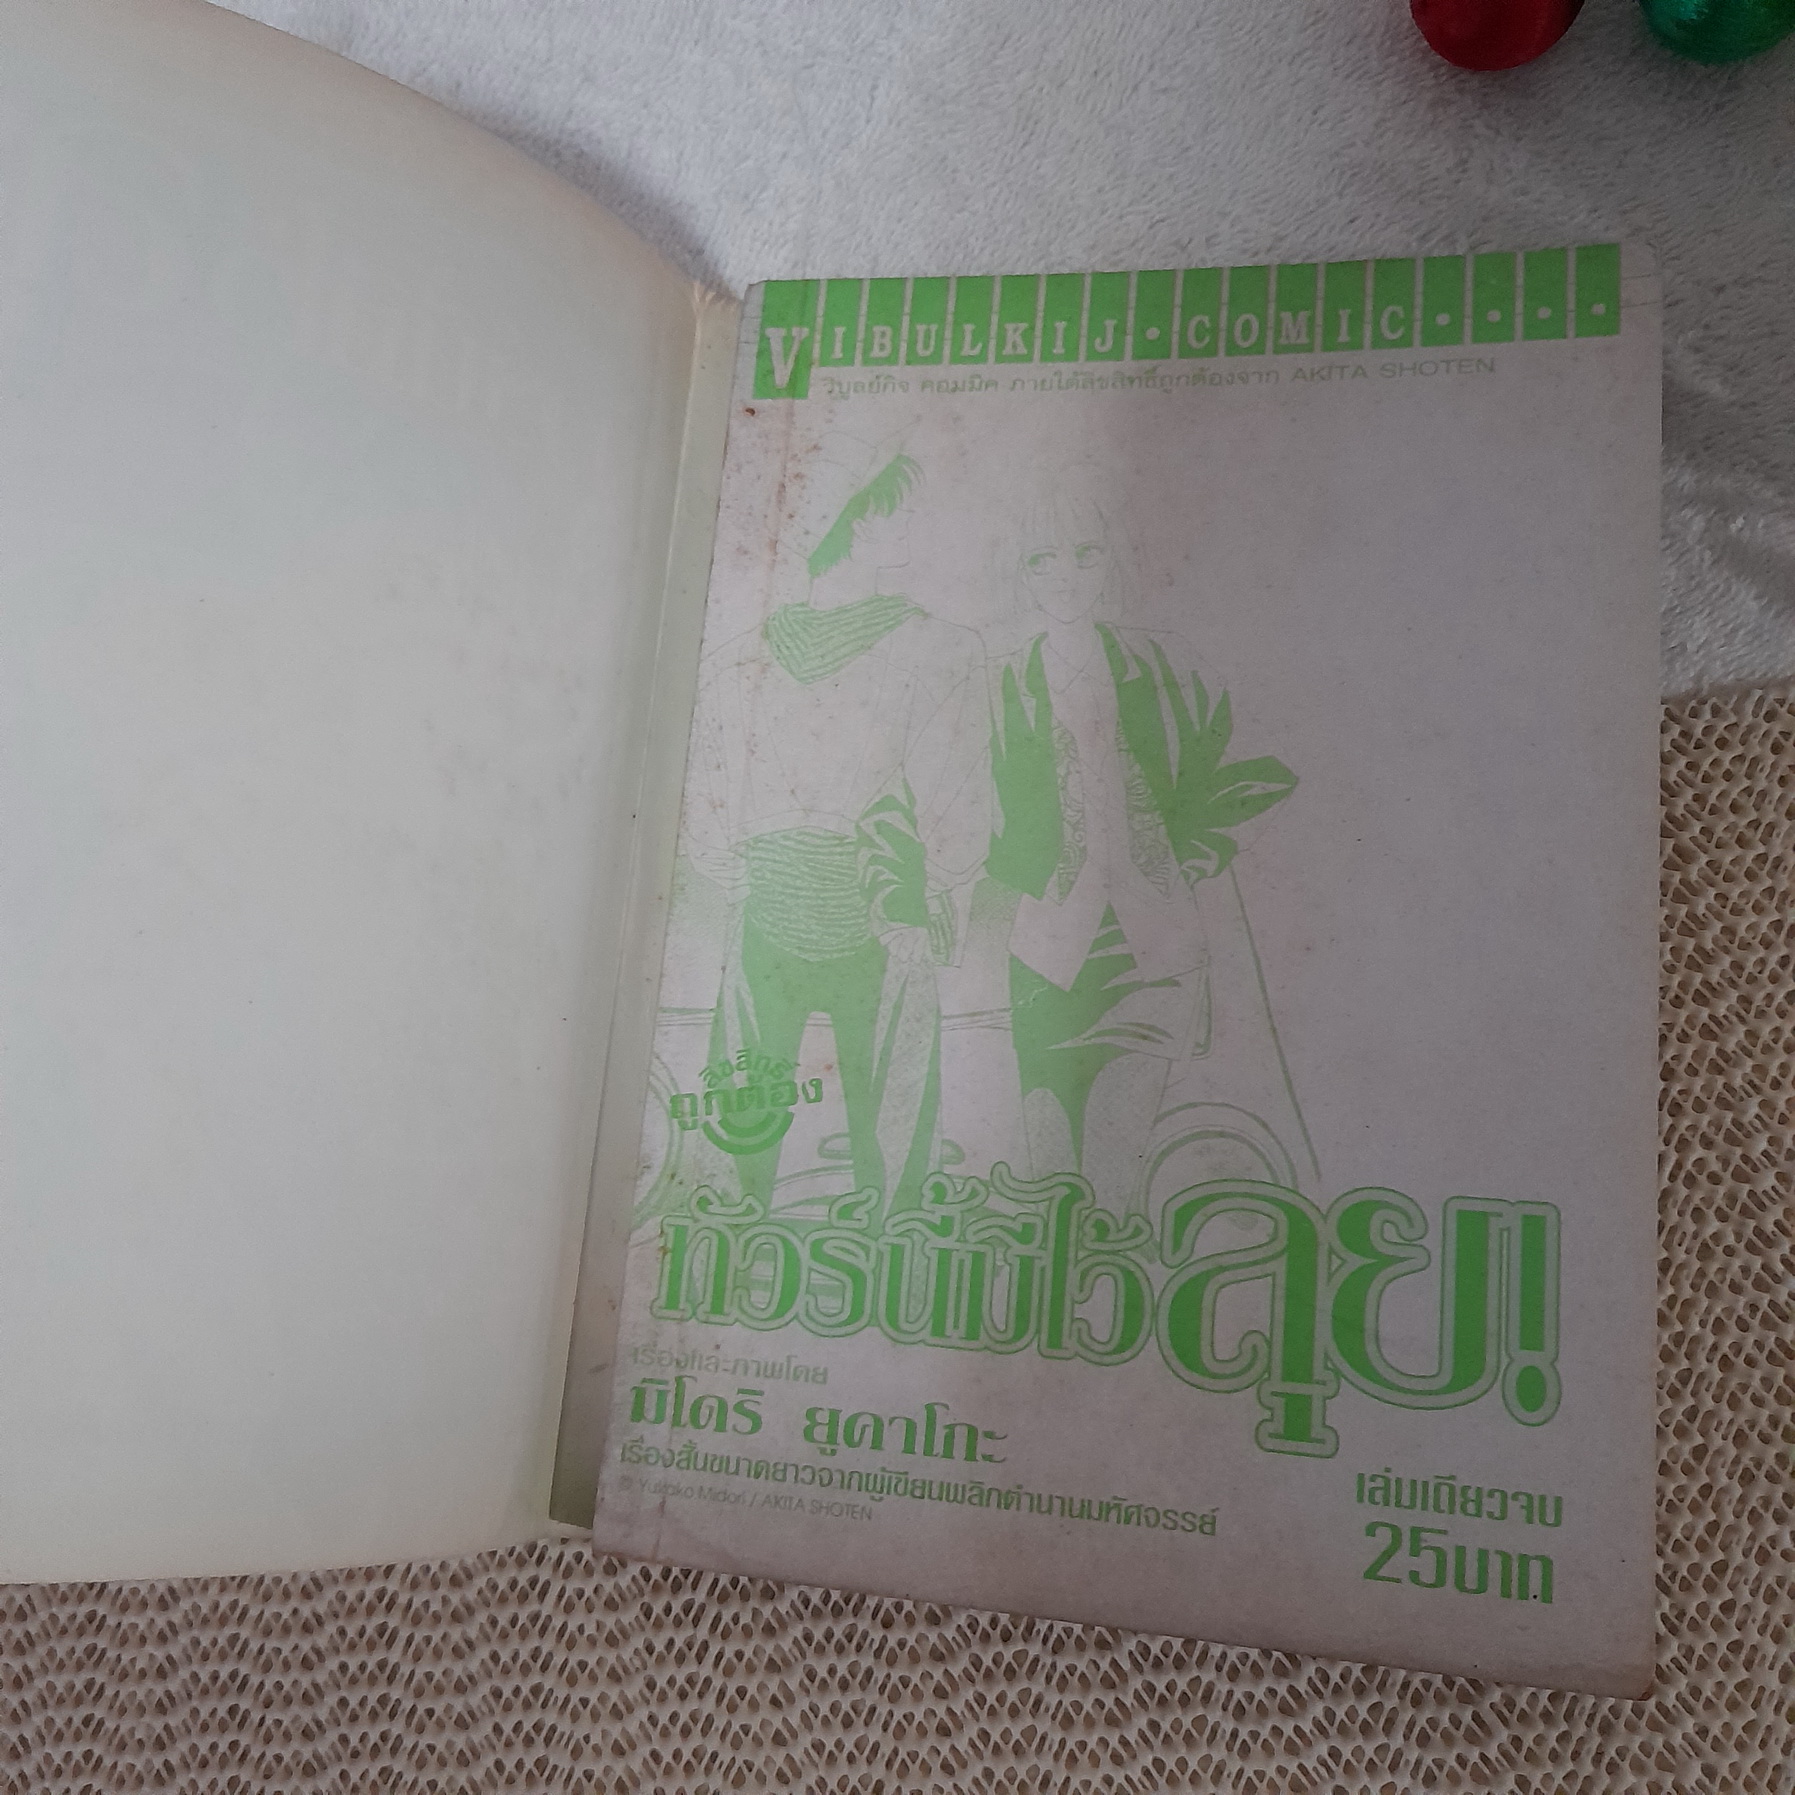 VIBULKIJ•COMIC••••
วิบูลย์กิจ คอมมิค ภายใต้ลิขสิทธิ์ถูกต้องจาก AKITA SHOTEN
ลิขสิทธิ์
ถูกต้อง
ทัวร์นี้มีไว้ลุย!
เรื่องและภาพโดย
มิโดริ ยูคาโกะ
เรื่องสั้นขนาดยาวจากผู้เขียนพลิกตำนานมหัศจรรย์
© Yukako Midori / AKITA SHOTEN
เล่มเดียวจบ
25บาท